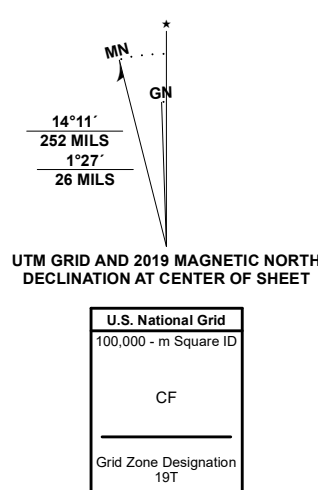 ★
MN
GN
14°11´
252 MILS
1°27´
26 MILS
UTM GRID AND 2019 MAGNETIC NORTH
DECLINATION AT CENTER OF SHEET
U.S. National Grid
100,000 - m Square ID
CF
Grid Zone Designation
19T